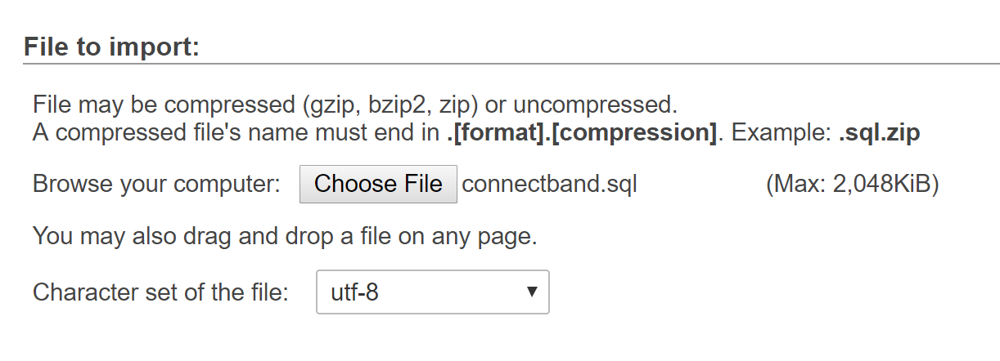 File to import:
File may be compressed (gzip, bzip2, zip) or uncompressed.
A compressed file's name must end in .[format].[compression]. Example: .sql.zip
Browse your computer: Choose File connectband.sql (Max: 2,048KiB)
You may also drag and drop a file on any page.
Character set of the file: utf-8